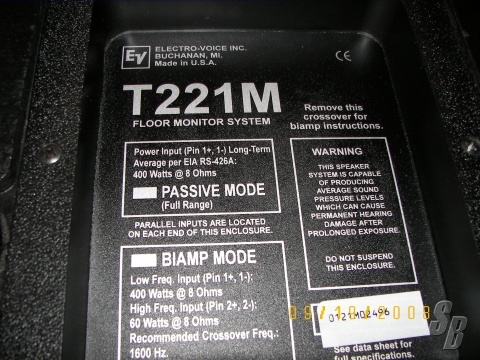 EV
ELECTRO-VOICE INC.
BUCHANAN, MI.
Made in U.S.A.
CE
T221M
FLOOR MONITOR SYSTEM
Remove this
crossover for
biamp instructions.
Power Input (Pin 1+, 1-) Long-Term
Average per EIA RS-426A:
400 Watts @ 8 Ohms
PASSIVE MODE
(Full Range)
PARALLEL INPUTS ARE LOCATED
ON EACH END OF THIS ENCLOSURE.
BIAMP MODE
Low Freq. Input (Pin 1+, 1-):
400 Watts @ 8 Ohms
High Freq. Input (Pin 2+, 2-):
60 Watts @ 8 Ohms
Recommended Crossover Freq.:
1600 Hz.
WARNING
THIS SPEAKER
SYSTEM IS CAPABLE
OF PRODUCING
AVERAGE SOUND
PRESSURE LEVELS
WHICH CAN CAUSE
PERMANENT HEARING
DAMAGE AFTER
PROLONGED EXPOSURE.
DO NOT SUSPEND
THIS ENCLOSURE.
See data sheet for
full specifications.
SB